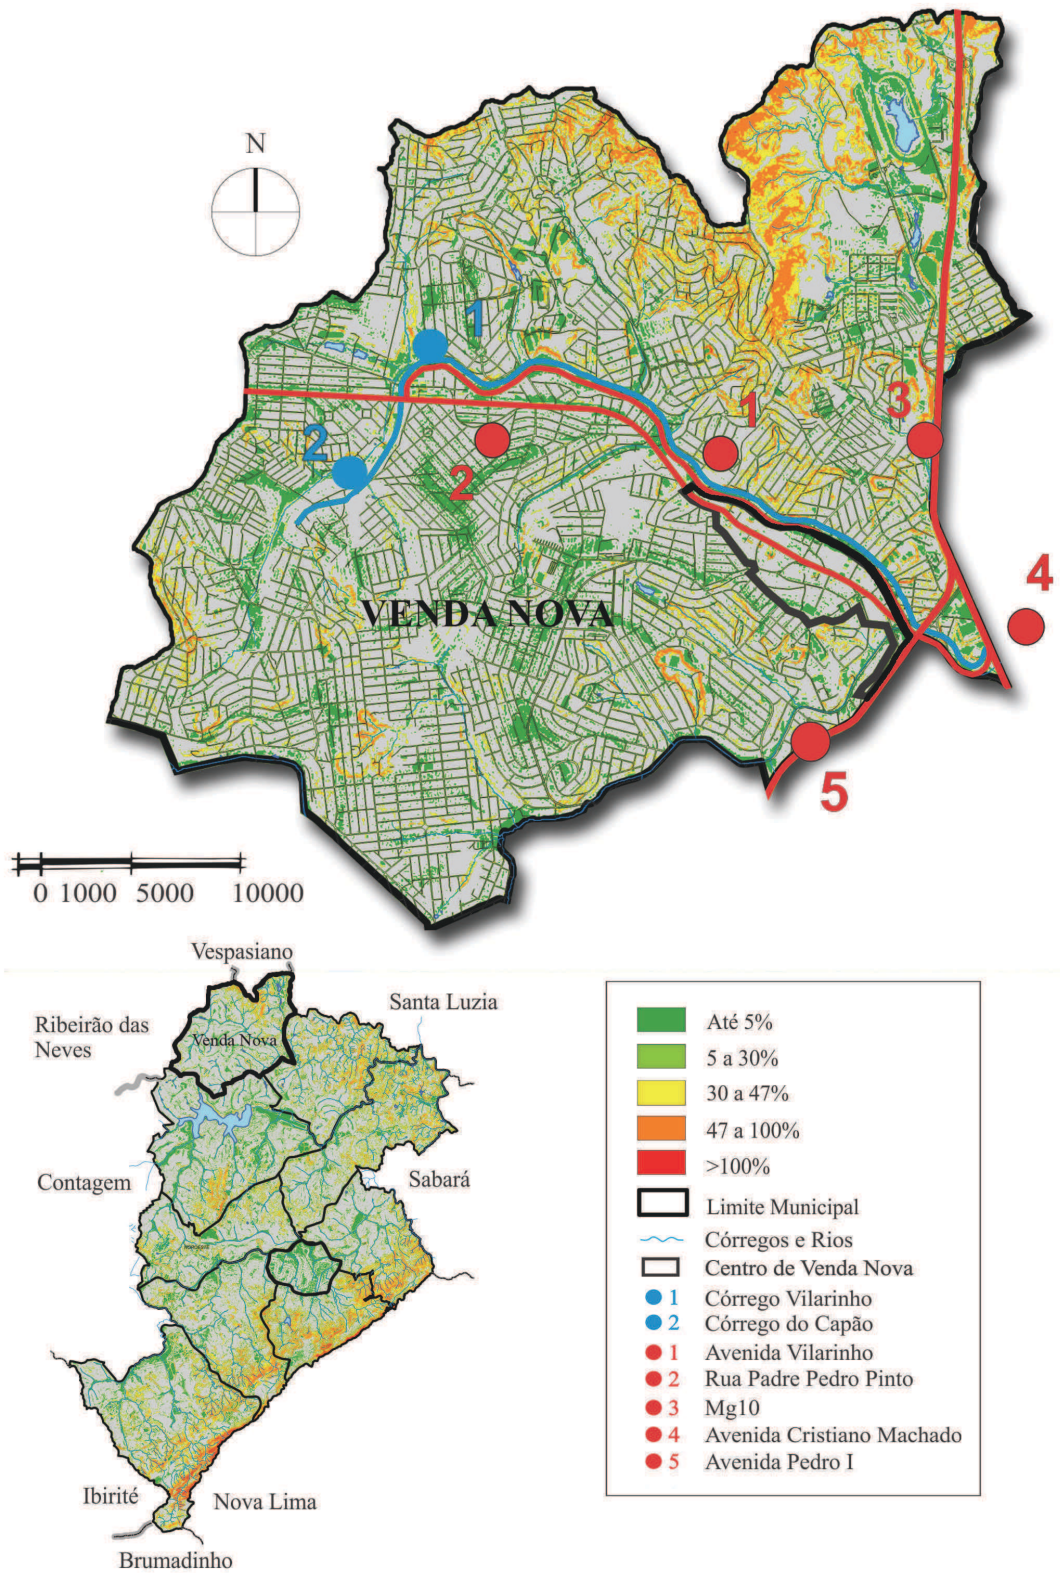 N
1
2
2
1
3
4
VENDA NOVA
5
0 1000 5000 10000
Vespasiano
Santa Luzia
Ribeirão das
Neves
Venda Nova
Contagem
Sabará
Ibirité
Nova Lima
Brumadinho
Até 5%
5 a 30%
30 a 47%
47 a 100%
>100%
Limite Municipal
Córregos e Rios
Centro de Venda Nova
1 Córrego Vilarinho
2 Córrego do Capão
1 Avenida Vilarinho
2 Rua Padre Pedro Pinto
3 Mg10
4 Avenida Cristiano Machado
5 Avenida Pedro I